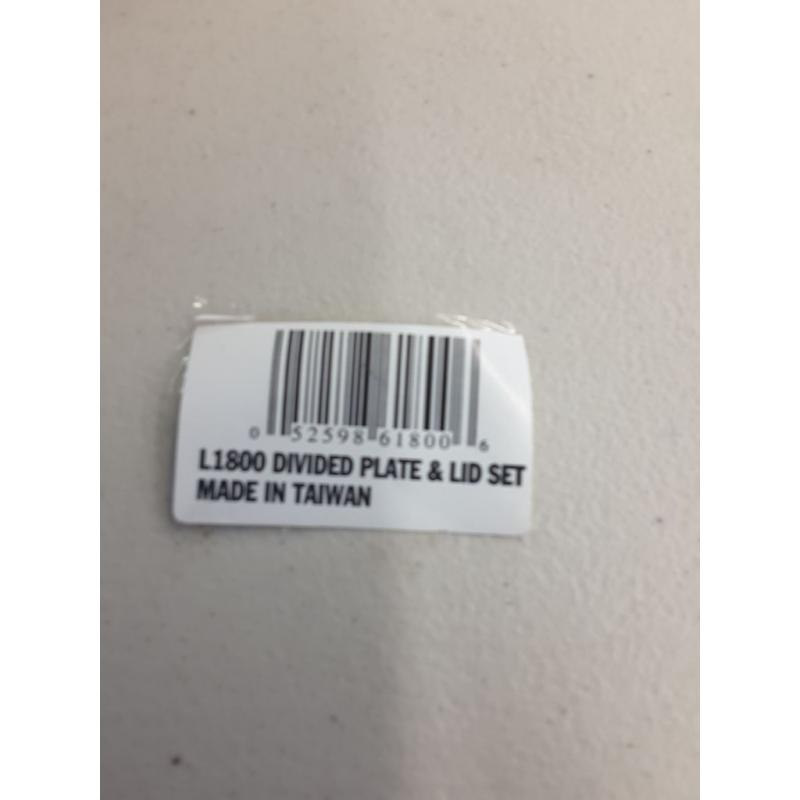 0 52598 61800 6
L1800 DIVIDED PLATE & LID SET
MADE IN TAIWAN